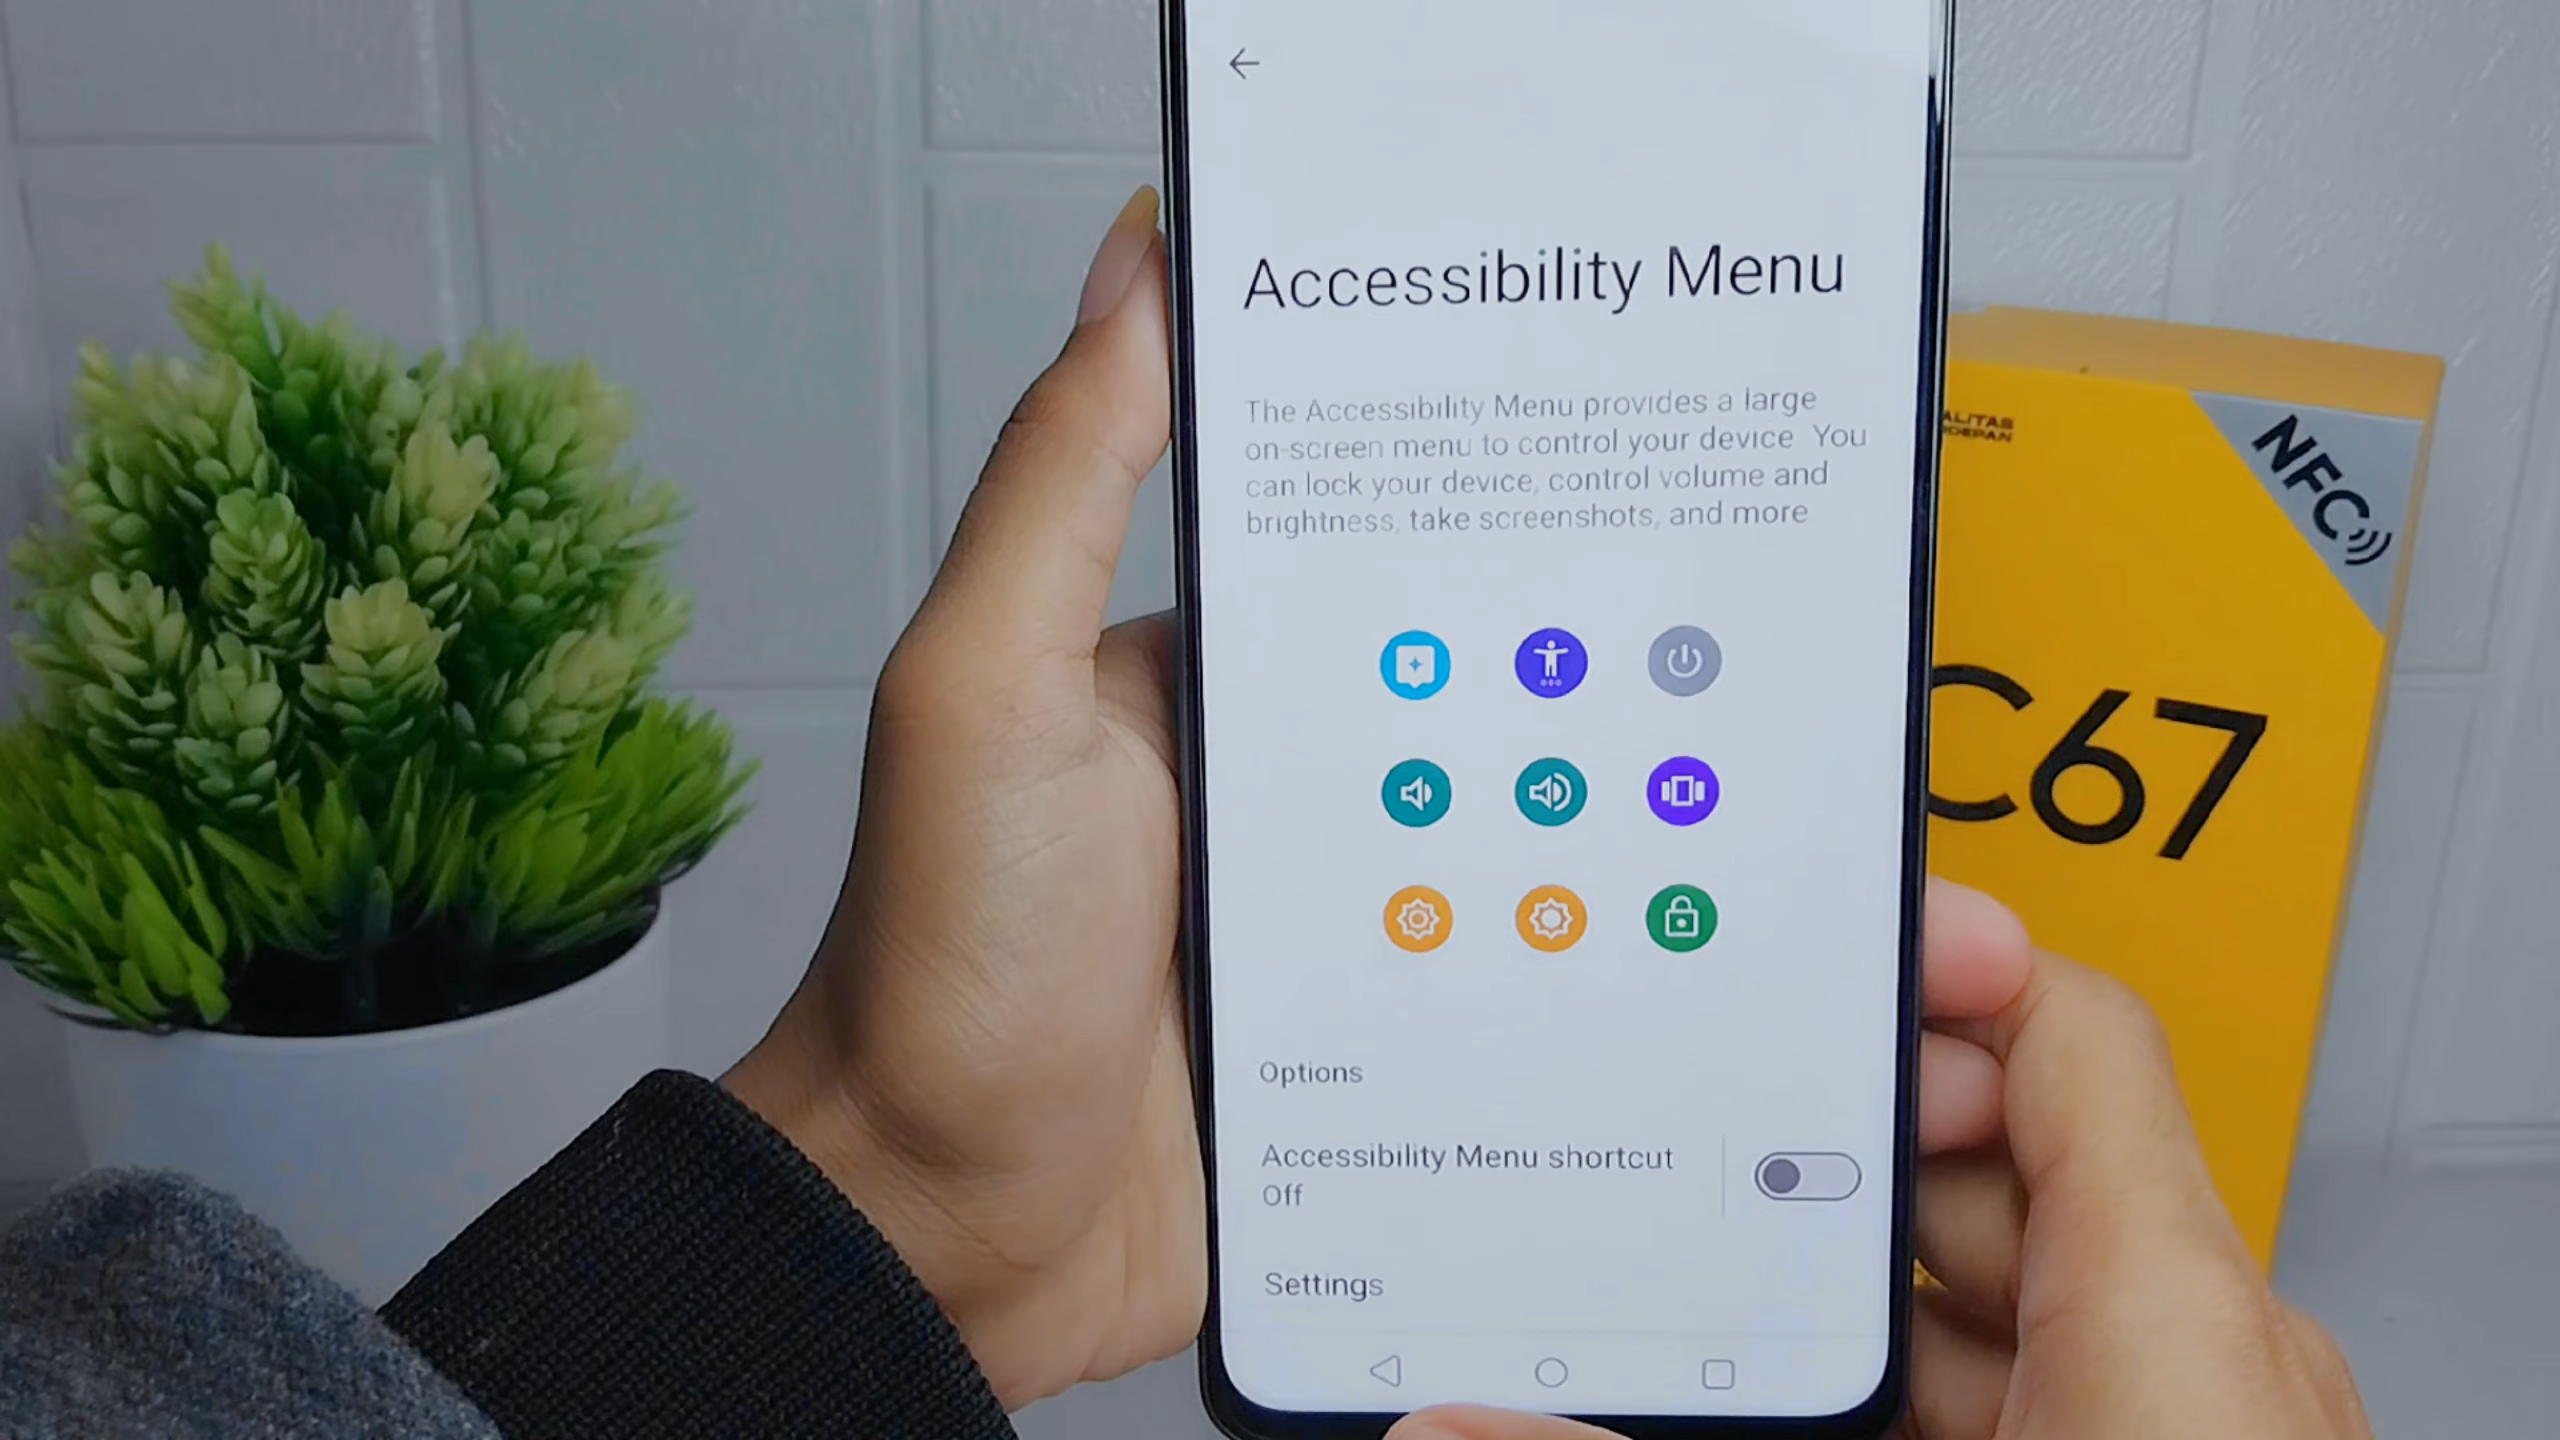 Accessibility Menu
The Accessibility Menu provides a large
on-screen menu to control your device You
can lock your device, control volume and
brightness, take screenshots, and more
Options
Accessibility Menu shortcut
Off
Settings
NFC
C67